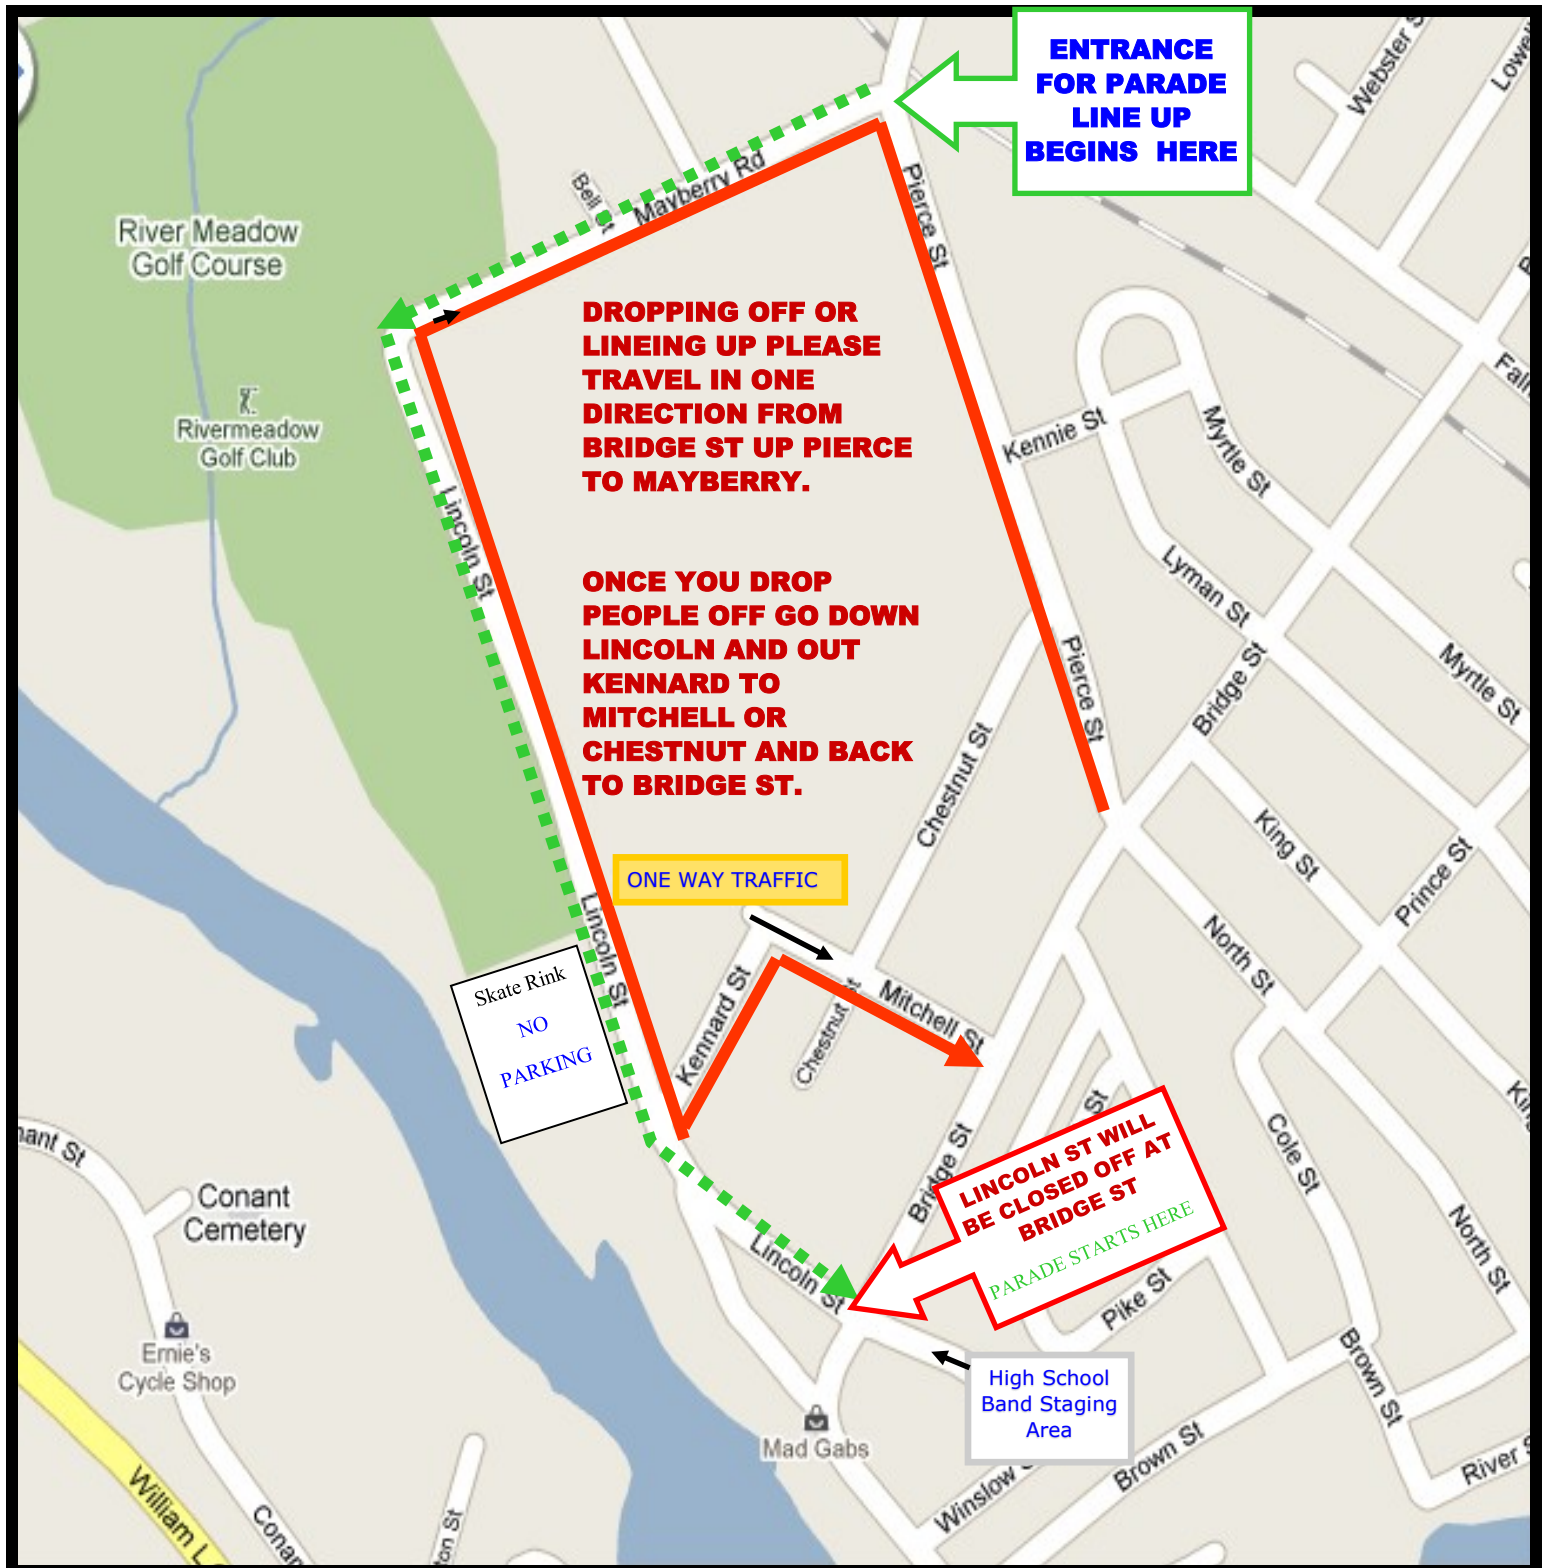 ENTRANCE
FOR PARADE
LINE UP
BEGINS HERE
Webster S
Lowe
Mayberry Rd
Bell St
Pierce St
River Meadow
Golf Course
DROPPING OFF OR
LINEING UP PLEASE
TRAVEL IN ONE
DIRECTION FROM
BRIDGE ST UP PIERCE
TO MAYBERRY.
Rivermeadow
Golf Club
Kennie St
Myrtle St
Lincoln St
Lyman St
ONCE YOU DROP
PEOPLE OFF GO DOWN
LINCOLN AND OUT
KENNARD TO
MITCHELL OR
CHESTNUT AND BACK
TO BRIDGE ST.
Pierce St
Bridge St
Myrtle St
Chestnut St
King St
Prince St
ONE WAY TRAFFIC
Lincoln St
North St
Skate Rink
NO
PARKING
Kennard St
Chestnut
Mitchell St
nant St
Cole St
St
Bridge St
LINCOLN ST WILL
BE CLOSED OFF AT
BRIDGE ST
PARADE STARTS HERE
Conant
Cemetery
Lincoln St
North St
Pike St
Ernie's
Cycle Shop
Brown St
High School
Band Staging
Area
Mad Gabs
Brown St
Winslow
River S
William L
Conan
ton St